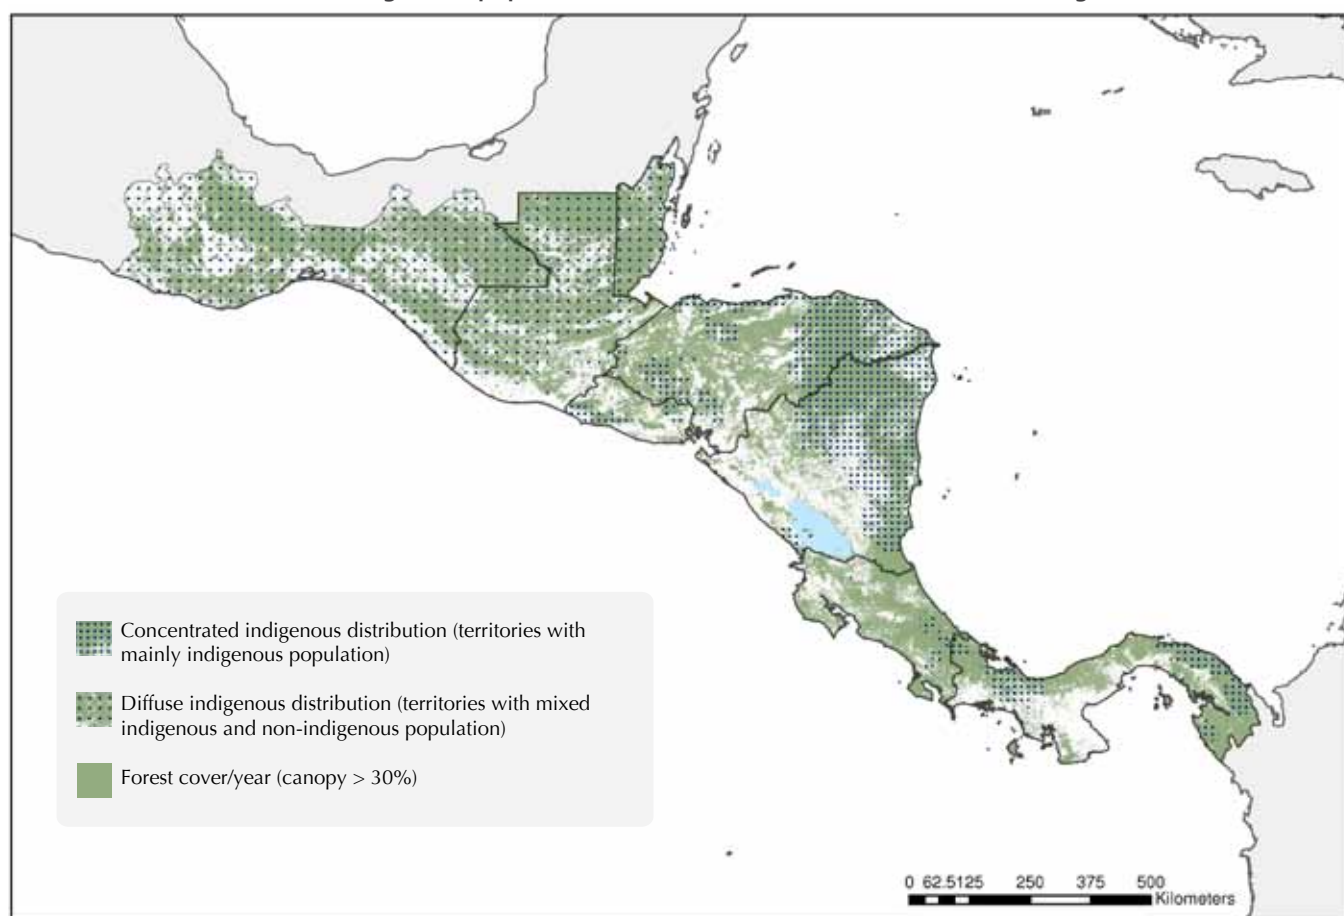 Concentrated indigenous distribution (territories with
mainly indigenous population)
Diffuse indigenous distribution (territories with mixed
indigenous and non-indigenous population)
Forest cover/year (canopy > 30%)
0 62.5125 250 375 500
Kilometers